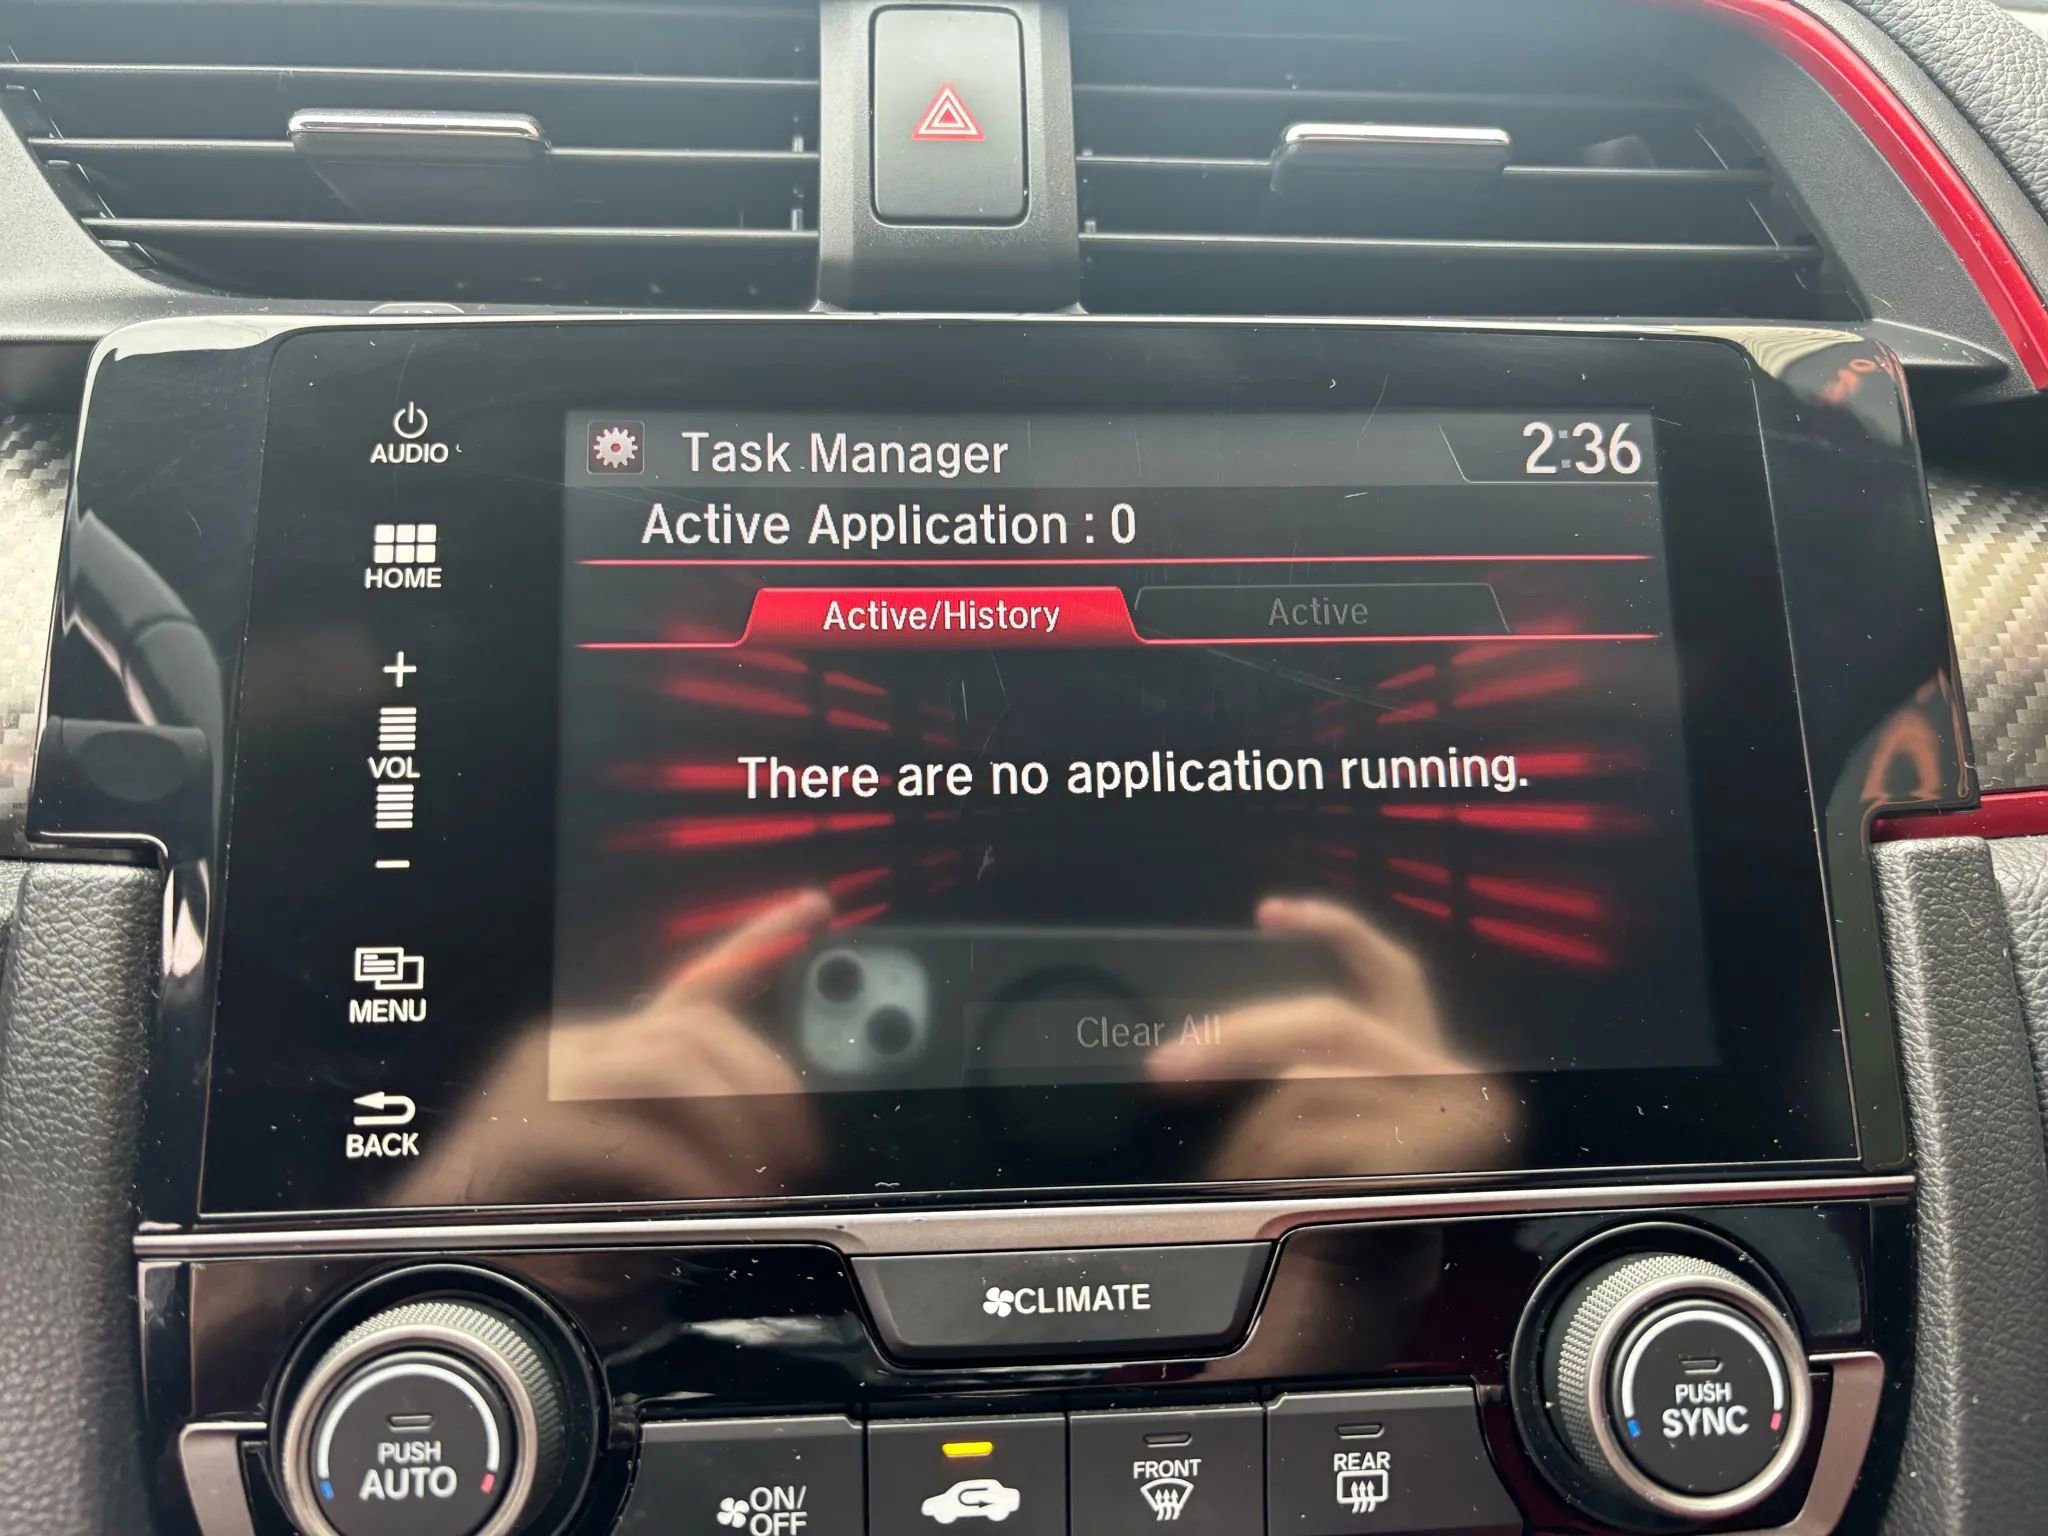 AUDIO
HOME
+
VOL
−
MENU
BACK
Task Manager
2:36
Active Application : 0
Active/History
Active
There are no application running.
Clear All
CLIMATE
PUSH
AUTO
ON/
OFF
FRONT
REAR
PUSH
SYNC